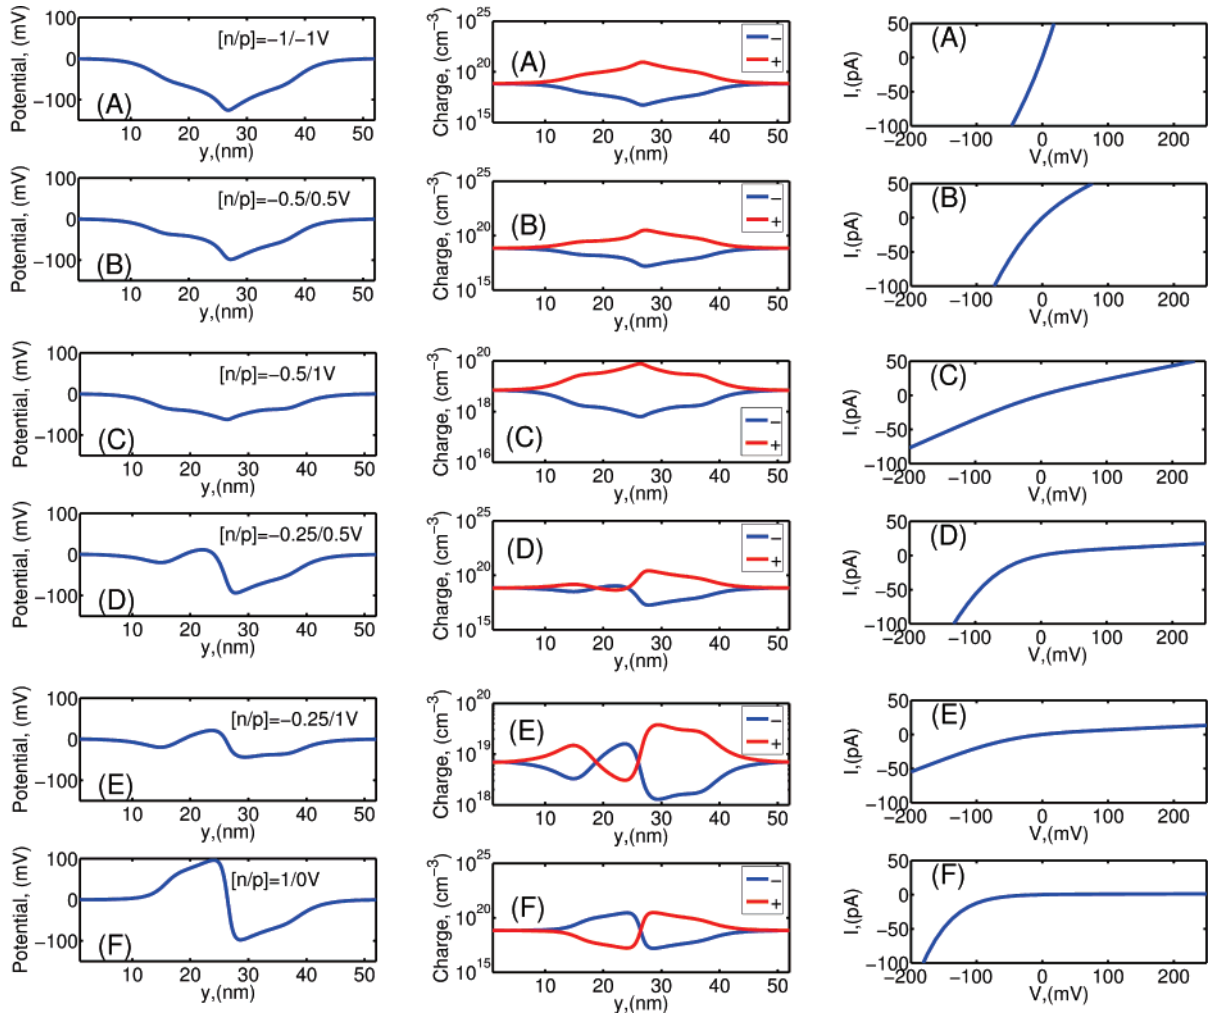 Potential, (mV)
100
0
−100
[n/p]=−1/−1V
(A)
10 20 30 40 50
y,(nm)
Charge, (cm−3)
10^25
10^20
10^15
(A)
−
+
10 20 30 40 50
y,(nm)
I,(pA)
50
0
−50
−100
(A)
−200 −100 0 100 200
V,(mV)
Potential, (mV)
100
0
−100
[n/p]=−0.5/0.5V
(B)
10 20 30 40 50
y,(nm)
Charge, (cm−3)
10^25
10^20
10^15
(B)
−
+
10 20 30 40 50
y,(nm)
I,(pA)
50
0
−50
−100
(B)
−200 −100 0 100 200
V,(mV)
Potential, (mV)
100
0
−100
[n/p]=−0.5/1V
(C)
10 20 30 40 50
y,(nm)
Charge, (cm−3)
10^20
10^18
10^16
(C)
−
+
10 20 30 40 50
y,(nm)
I,(pA)
50
0
−50
−100
(C)
−200 −100 0 100 200
V,(mV)
Potential, (mV)
100
0
−100
[n/p]=−0.25/0.5V
(D)
10 20 30 40 50
y,(nm)
Charge, (cm−3)
10^25
10^20
10^15
(D)
−
+
10 20 30 40 50
y,(nm)
I,(pA)
50
0
−50
−100
(D)
−200 −100 0 100 200
V,(mV)
Potential, (mV)
100
0
−100
[n/p]=−0.25/1V
(E)
10 20 30 40 50
y,(nm)
Charge, (cm−3)
10^20
10^19
10^18
(E)
−
+
10 20 30 40 50
y,(nm)
I,(pA)
50
0
−50
−100
(E)
−200 −100 0 100 200
V,(mV)
Potential, (mV)
100
0
−100
[n/p]=1/0V
(F)
10 20 30 40 50
y,(nm)
Charge, (cm−3)
10^25
10^20
10^15
(F)
−
+
10 20 30 40 50
y,(nm)
I,(pA)
50
0
−50
−100
(F)
−200 −100 0 100 200
V,(mV)